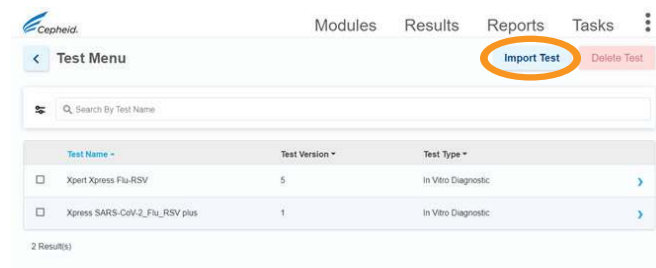 Cepheid.
Modules Results Reports Tasks
Test Menu Import Test Delete Test
Search By Test Name
Test Name Test Version Test Type
Xpert Xpress Flu-RSV 5 In Vitro Diagnostic
Xpress SARS-CoV-2_Flu_RSV plus 1 In Vitro Diagnostic
2 Result(s)